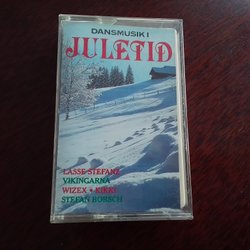 DANSMUSIK I
JULETID
LASSE STEFANZ
VIKINGARNA
WIZEX • KIKKI
STEFAN BORSCH